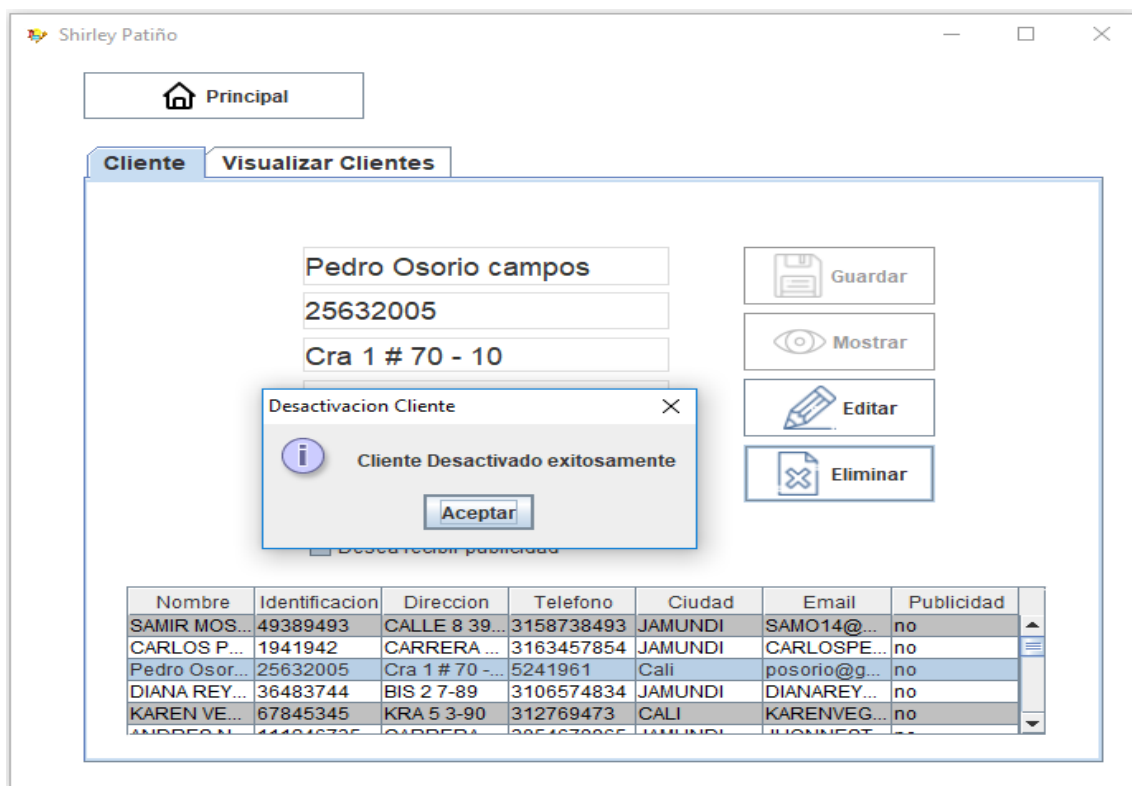 Shirley Patiño
Principal
Cliente Visualizar Clientes
Pedro Osorio campos
25632005
Cra 1 # 70 - 10
Guardar
Mostrar
Editar
Eliminar
Desactivacion Cliente
Cliente Desactivado exitosamente
Aceptar
Desea recibir publicidad
Nombre Identificacion Direccion Telefono Ciudad Email Publicidad
SAMIR MOS... 49389493 CALLE 8 39... 3158738493 JAMUNDI SAMO14@... no
CARLOS P... 1941942 CARRERA ... 3163457854 JAMUNDI CARLOSPE... no
Pedro Osor... 25632005 Cra 1 # 70 -... 5241961 Cali posorio@g... no
DIANA REY... 36483744 BIS 2 7-89 3106574834 JAMUNDI DIANAREY... no
KAREN VE... 67845345 KRA 5 3-90 312769473 CALI KARENVEG... no